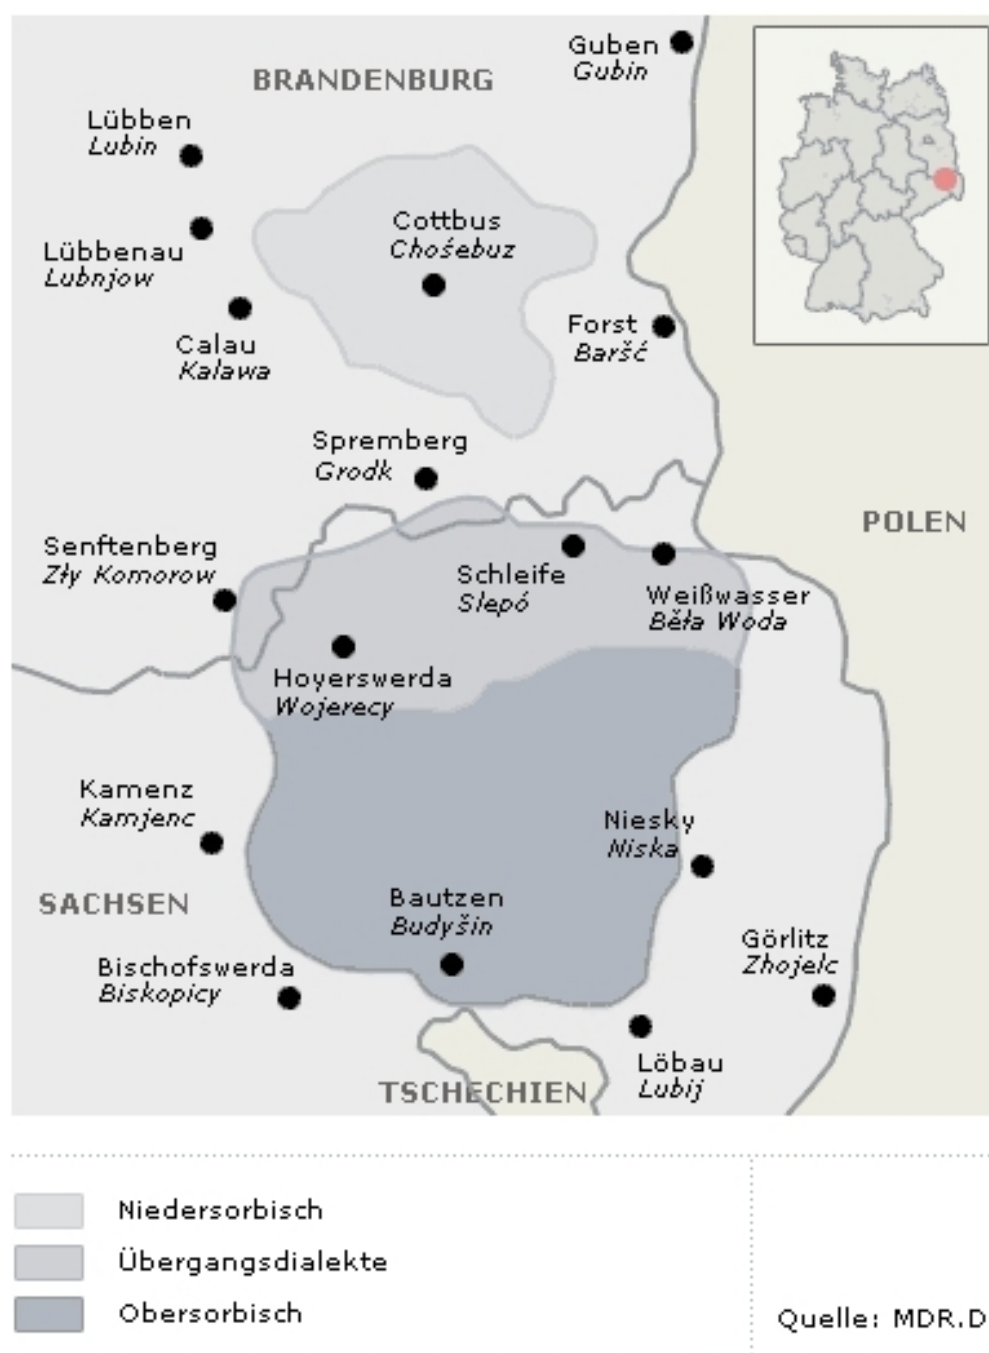 Guben
Gubin
BRANDENBURG
Lübben
Lubin
Cottbus
Chośebuz
Lübbenau
Lubnjow
Forst
Baršć
Calau
Kalawa
Spremberg
Grodk
POLEN
Senftenberg
Zły Komorow
Schleife
Slepó
Weißwasser
Běła Woda
Hoyerswerda
Wojerecy
Kamenz
Kamjenc
Niesky
Niska
SACHSEN
Bautzen
Budyšin
Görlitz
Zhojelc
Bischofswerda
Biskopicy
Löbau
Lubij
TSCHECHIEN
Niedersorbisch
Übergangsdialekte
Obersorbisch
Quelle: MDR.D